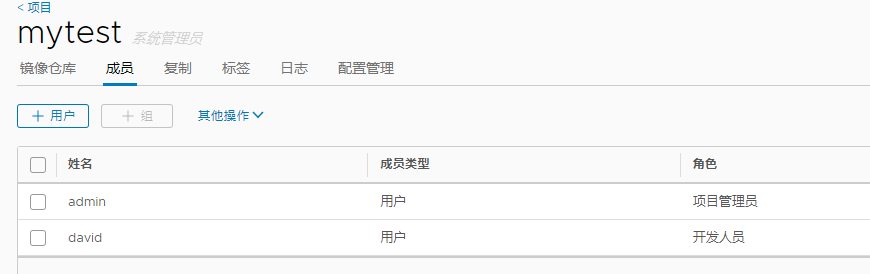 < 项目
mytest 系统管理员
镜像仓库 成员 复制 标签 日志 配置管理
+ 用户 + 组 其他操作
姓名 成员类型 角色
admin 用户 项目管理员
david 用户 开发人员